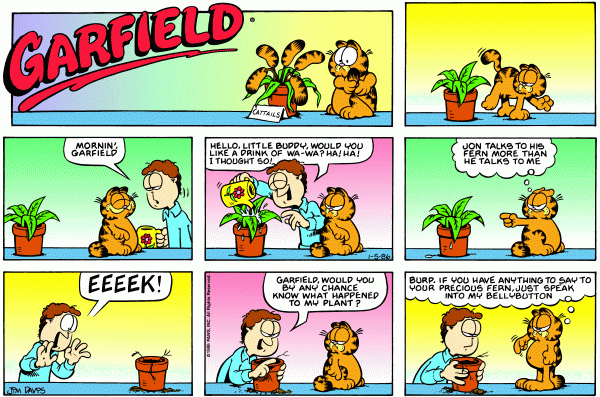 GARFIELD®
CATTAILS
MORNIN',
GARFIELD
HELLO, LITTLE BUDDY, WOULD YOU
LIKE A DRINK OF WA-WA? HA! HA!
I THOUGHT SO!
1-5-86
JON TALKS TO HIS
FERN MORE THAN
HE TALKS TO ME
EEEEK!
JIM DAVIS
GARFIELD, WOULD YOU
BY ANY CHANCE
KNOW WHAT HAPPENED
TO MY PLANT?
BURP. IF YOU HAVE ANYTHING TO SAY TO
YOUR PRECIOUS FERN, JUST SPEAK
INTO MY BELLYBUTTON